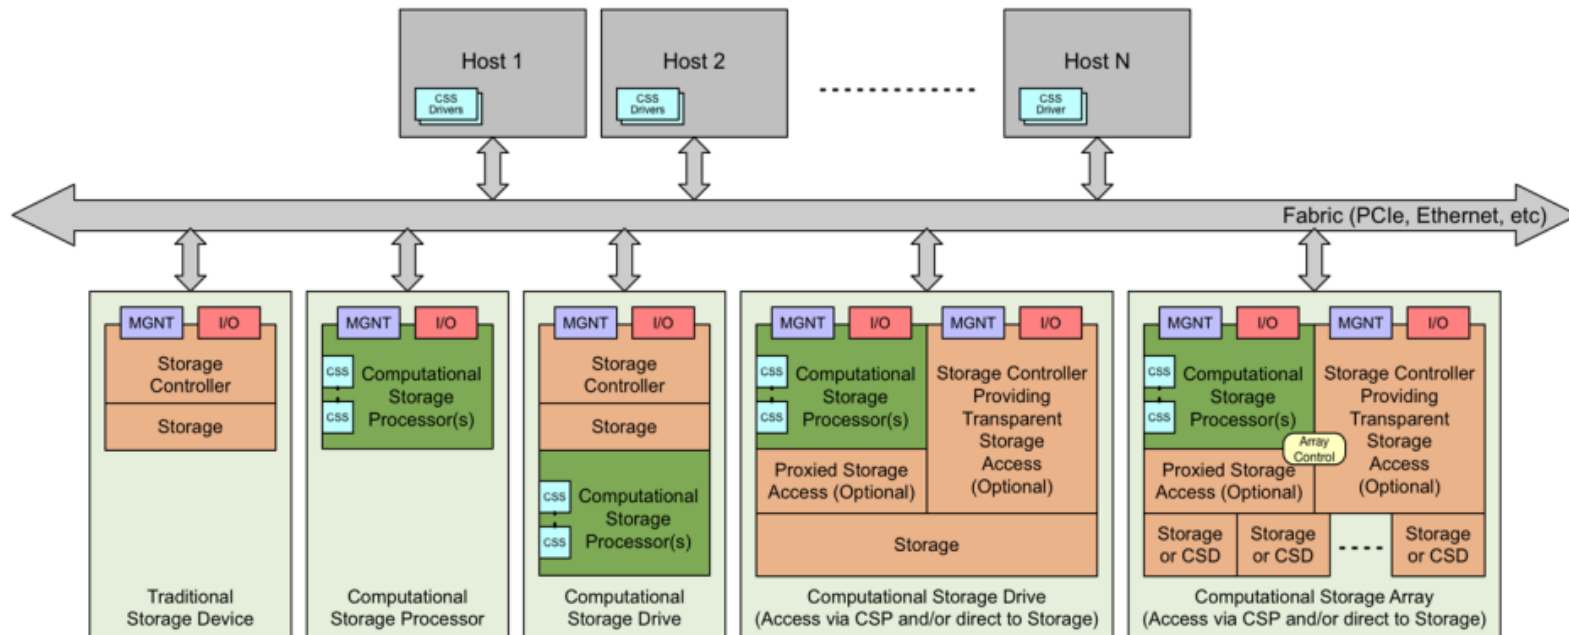 Host 1
CSS
Drivers
Host 2
CSS
Drivers
Host N
CSS
Driver
Fabric (PCIe, Ethernet, etc)
MGNT
I/O
Storage
Controller
Storage
Traditional
Storage Device
MGNT
I/O
CSS
CSS
Computational
Storage
Processor(s)
Computational
Storage Processor
MGNT
I/O
Storage
Controller
Storage
CSS
CSS
Computational
Storage
Processor(s)
Computational
Storage Drive
MGNT
I/O
MGNT
I/O
CSS
CSS
Computational
Storage
Processor(s)
Proxied Storage
Access (Optional)
Storage Controller
Providing
Transparent
Storage
Access
(Optional)
Storage
Computational Storage Drive
(Access via CSP and/or direct to Storage)
MGNT
I/O
MGNT
I/O
CSS
CSS
Computational
Storage
Processor(s)
Array
Control
Proxied Storage
Access (Optional)
Storage Controller
Providing
Transparent
Storage
Access
(Optional)
Storage
or CSD
Storage
or CSD
Storage
or CSD
Computational Storage Array
(Access via CSP and/or direct to Storage)